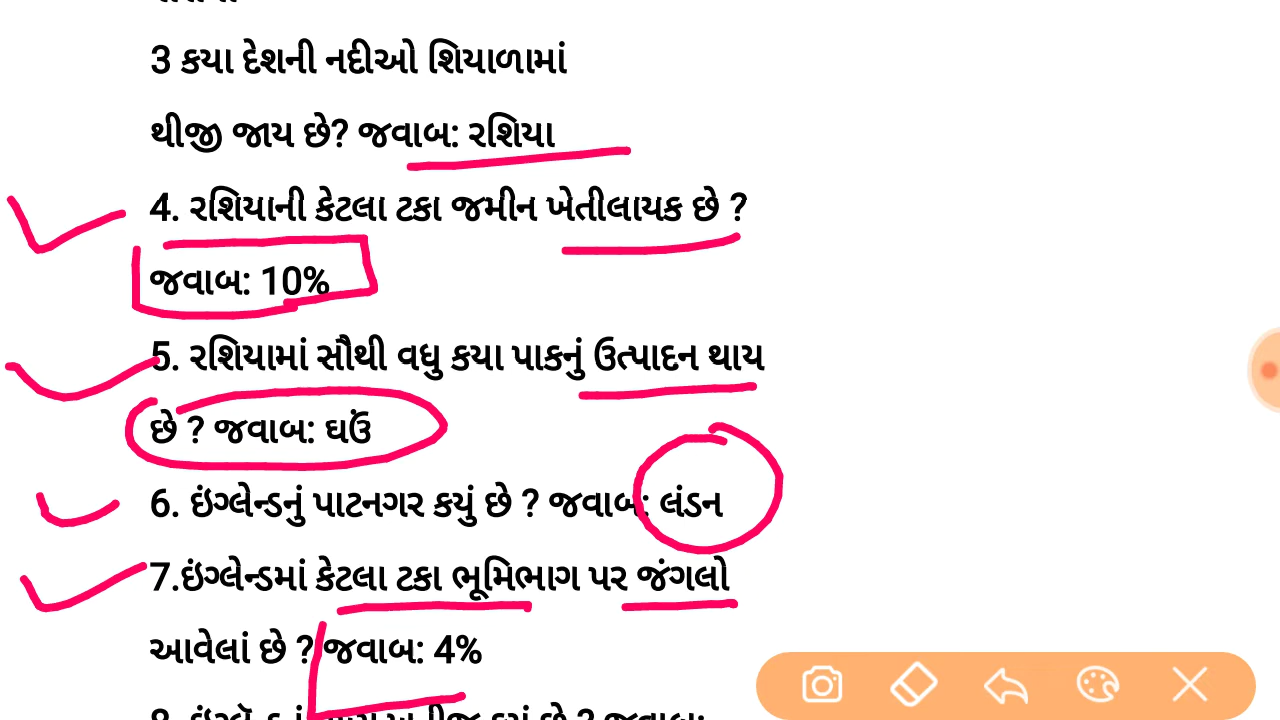 3 કયા દેશની નદીઓ શિયાળામાં
થીજી જાય છે? જવાબ: રશિયા
4. રશિયાની કેટલા ટકા જમીન ખેતીલાયક છે ?
જવાબ: 10%
5. રશિયામાં સૌથી વધુ કયા પાકનું ઉત્પાદન થાય
છે ? જવાબ: ઘઉં
6. ઇંગ્લેન્ડનું પાટનગર કયું છે ? જવાબ: લંડન
7.ઇંગ્લેન્ડમાં કેટલા ટકા ભૂમિભાગ પર જંગલો
આવેલાં છે ? જવાબ: 4%